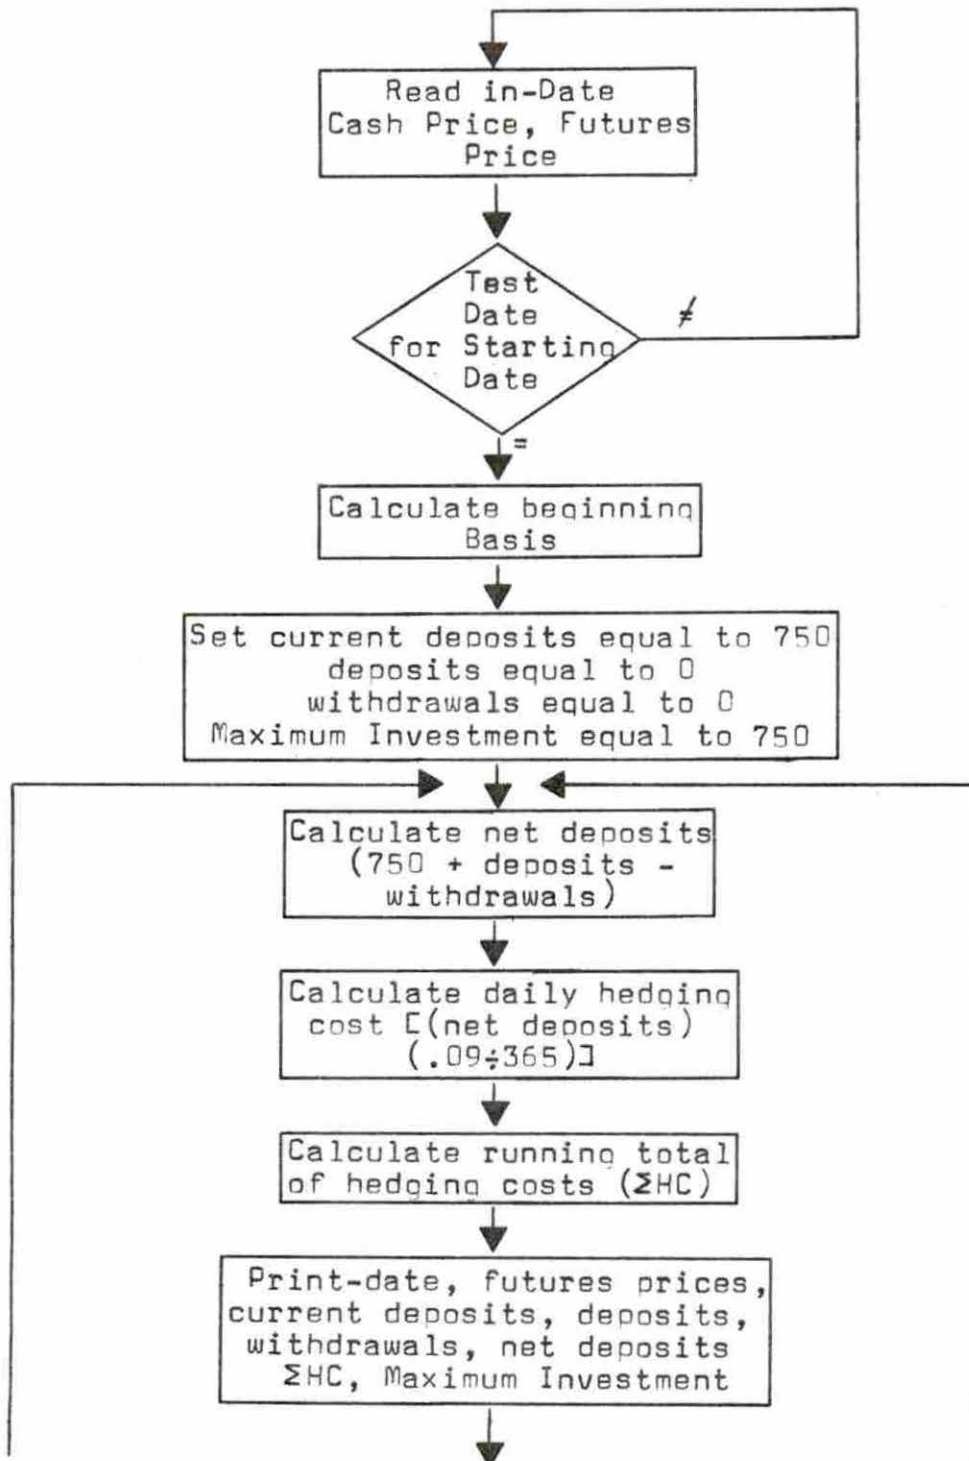 Read in-Date
Cash Price, Futures
Price
Test
Date
for Starting
Date
≠
=
Calculate beginning
Basis
Set current deposits equal to 750
deposits equal to 0
withdrawals equal to 0
Maximum Investment equal to 750
Calculate net deposits
(750 + deposits -
withdrawals)
Calculate daily hedging
cost [(net deposits)
(.09÷365)]
Calculate running total
of hedging costs (ΣHC)
Print-date, futures prices,
current deposits, deposits,
withdrawals, net deposits
ΣHC, Maximum Investment